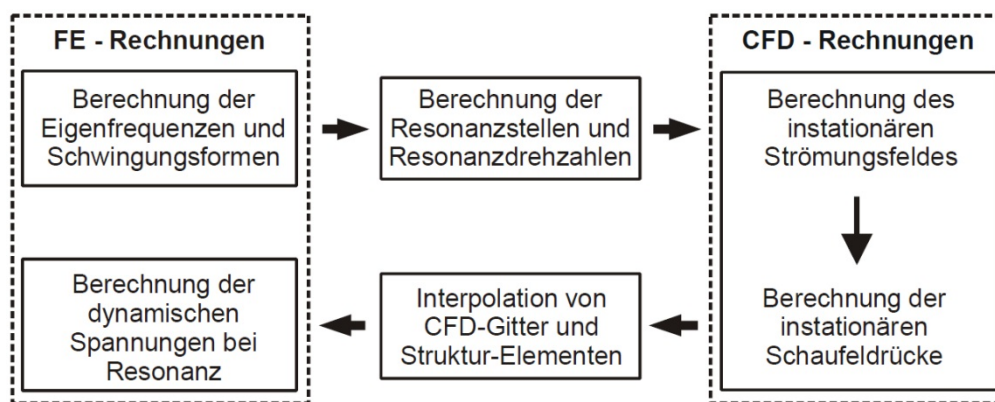 FE - Rechnungen
Berechnung der
Eigenfrequenzen und
Schwingungsformen
Berechnung der
Resonanzstellen und
Resonanzdrehzahlen
CFD - Rechnungen
Berechnung des
instationären
Strömungsfeldes
Berechnung der
instationären
Schaufeldrücke
Interpolation von
CFD-Gitter und
Struktur-Elementen
Berechnung der
dynamischen
Spannungen bei
Resonanz